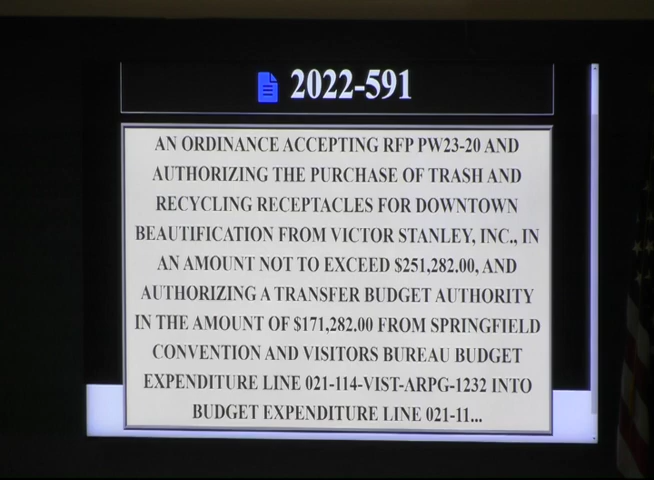 2022-591
AN ORDINANCE ACCEPTING RFP PW23-20 AND
AUTHORIZING THE PURCHASE OF TRASH AND
RECYCLING RECEPTACLES FOR DOWNTOWN
BEAUTIFICATION FROM VICTOR STANLEY, INC., IN
AN AMOUNT NOT TO EXCEED $251,282.00, AND
AUTHORIZING A TRANSFER BUDGET AUTHORITY
IN THE AMOUNT OF $171,282.00 FROM SPRINGFIELD
CONVENTION AND VISITORS BUREAU BUDGET
EXPENDITURE LINE 021-114-VIST-ARPG-1232 INTO
BUDGET EXPENDITURE LINE 021-11...